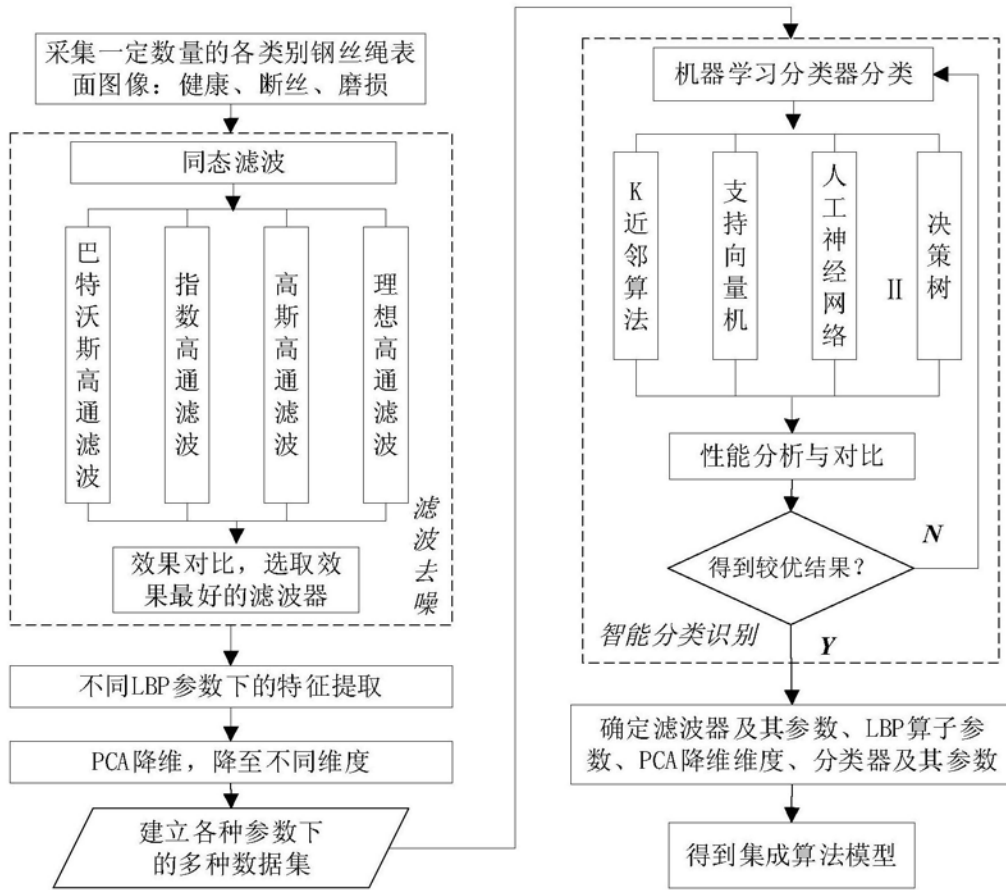 采集一定数量的各类别钢丝绳表
面图像：健康、断丝、磨损
同态滤波
巴特沃斯高通滤波
指数高通滤波
高斯高通滤波
理想高通滤波
滤波去噪
效果对比，选取效
果最好的滤波器
不同LBP参数下的特征提取
PCA降维，降至不同维度
建立各种参数下
的多种数据集
机器学习分类器分类
K近邻算法
支持向量机
人工神经网络
II
决策树
性能分析与对比
得到较优结果？
N
智能分类识别
Y
确定滤波器及其参数、LBP算子参
数、PCA降维维度、分类器及其参数
得到集成算法模型